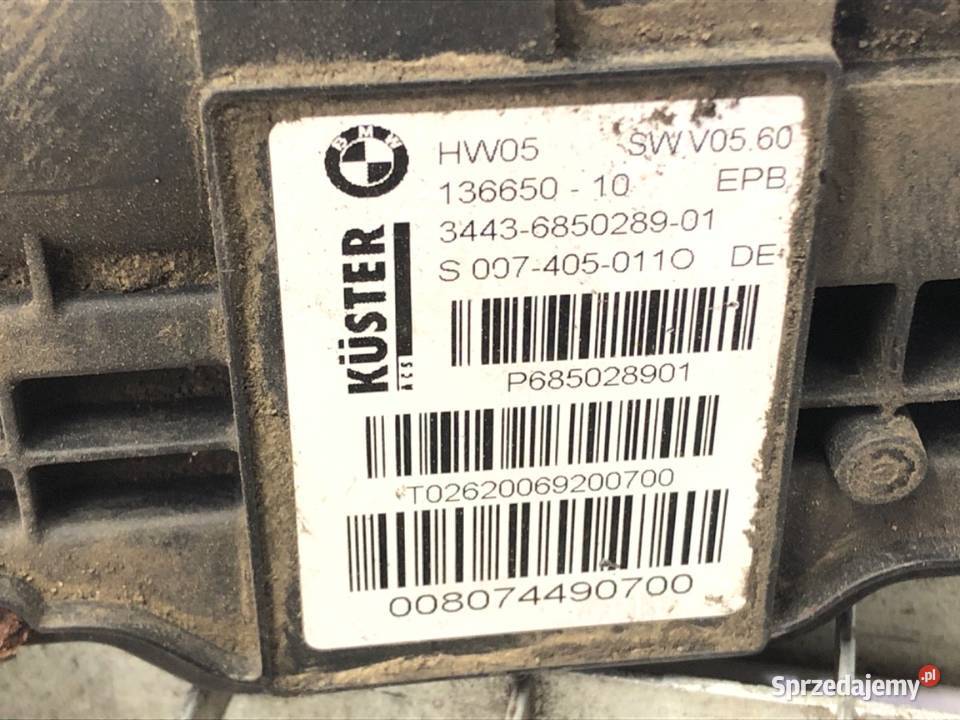 BMW
HW05 SW V05.60
136650 - 10 EPB
3443-6850289-01
S 007-405-011O DE
KÜSTER
ACS
P685028901
T02620069200700
008074490700
Sprzedajemy.pl